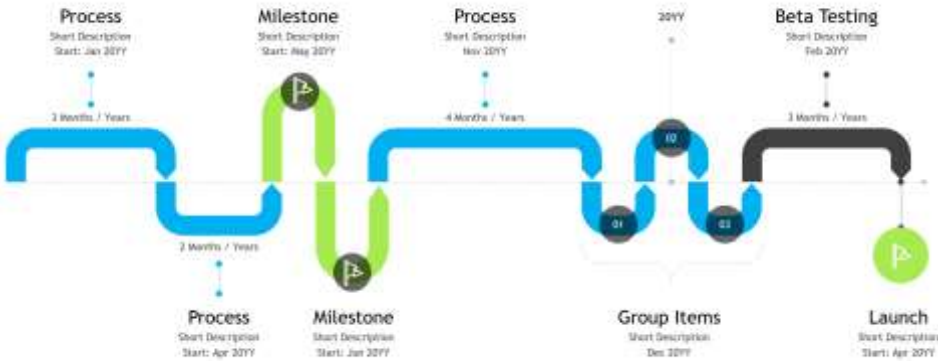 Process
Short Description
Start: Jan 20YY
3 Months / Years
Milestone
Short Description
Start: May 20YY
Process
Short Description
Nov 20YY
4 Months / Years
20YY
Beta Testing
Short Description
Feb 20YY
3 Months / Years
02
01
03
2 Months / Years
Process
Short Description
Start: Apr 20YY
Milestone
Short Description
Start: Jun 20YY
Group Items
Short Description
Dec 20YY
Launch
Short Description
Start: Apr 20YY